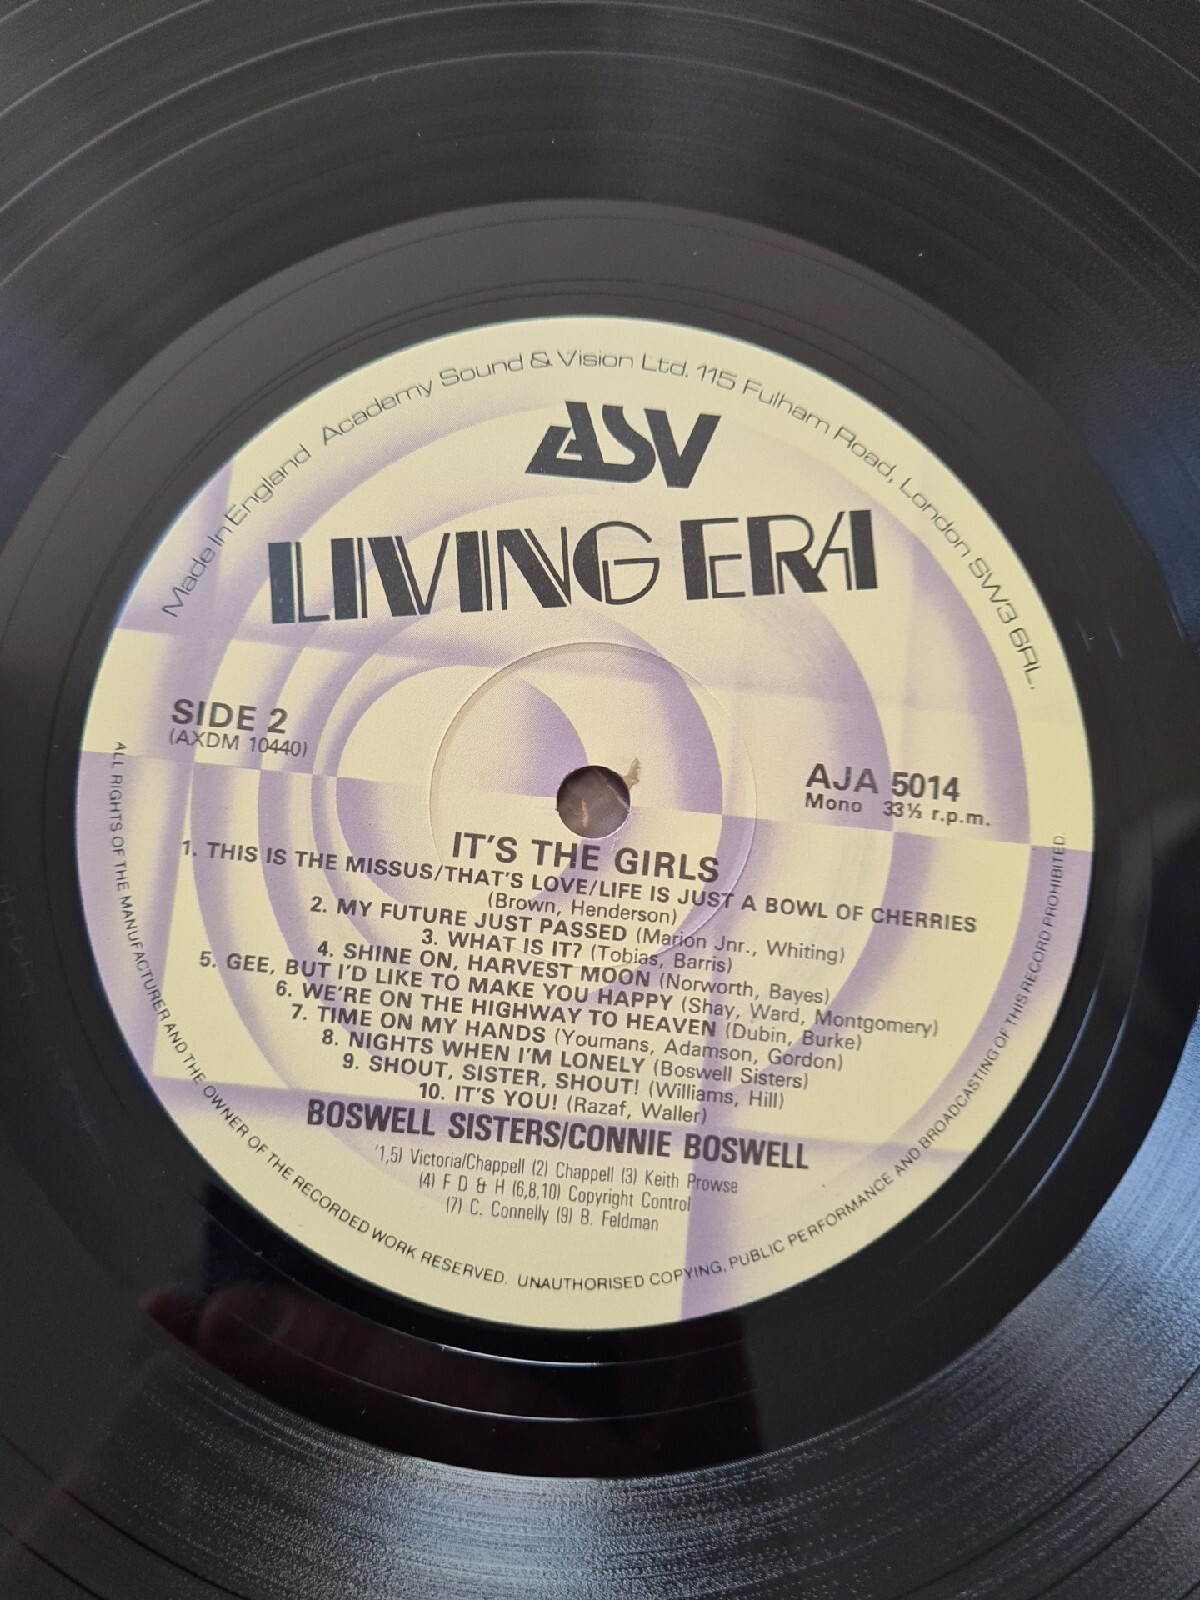 Made In England Academy Sound & Vision Ltd. 115 Fulham Road, London SW3 6RL.
ASV
LIVING ERA
SIDE 2
(AXDM 10440)
AJA 5014
Mono 33⅓ r.p.m.
IT'S THE GIRLS
1. THIS IS THE MISSUS/THAT'S LOVE/LIFE IS JUST A BOWL OF CHERRIES
(Brown, Henderson)
2. MY FUTURE JUST PASSED (Marion Jnr., Whiting)
3. WHAT IS IT? (Tobias, Barris)
4. SHINE ON, HARVEST MOON (Norworth, Bayes)
5. GEE, BUT I'D LIKE TO MAKE YOU HAPPY (Shay, Ward, Montgomery)
6. WE'RE ON THE HIGHWAY TO HEAVEN (Dubin, Burke)
7. TIME ON MY HANDS (Youmans, Adamson, Gordon)
8. NIGHTS WHEN I'M LONELY (Boswell Sisters)
9. SHOUT, SISTER, SHOUT! (Williams, Hill)
10. IT'S YOU! (Razaf, Waller)
BOSWELL SISTERS/CONNIE BOSWELL
'1,5) Victoria/Chappell (2) Chappell (3) Keith Prowse
(4) F D & H (6,8,10) Copyright Control
(7) C. Connelly (9) B. Feldman
ALL RIGHTS OF THE MANUFACTURER AND THE OWNER OF THE RECORDED WORK RESERVED. UNAUTHORISED COPYING, PUBLIC PERFORMANCE AND BROADCASTING OF THIS RECORD PROHIBITED.